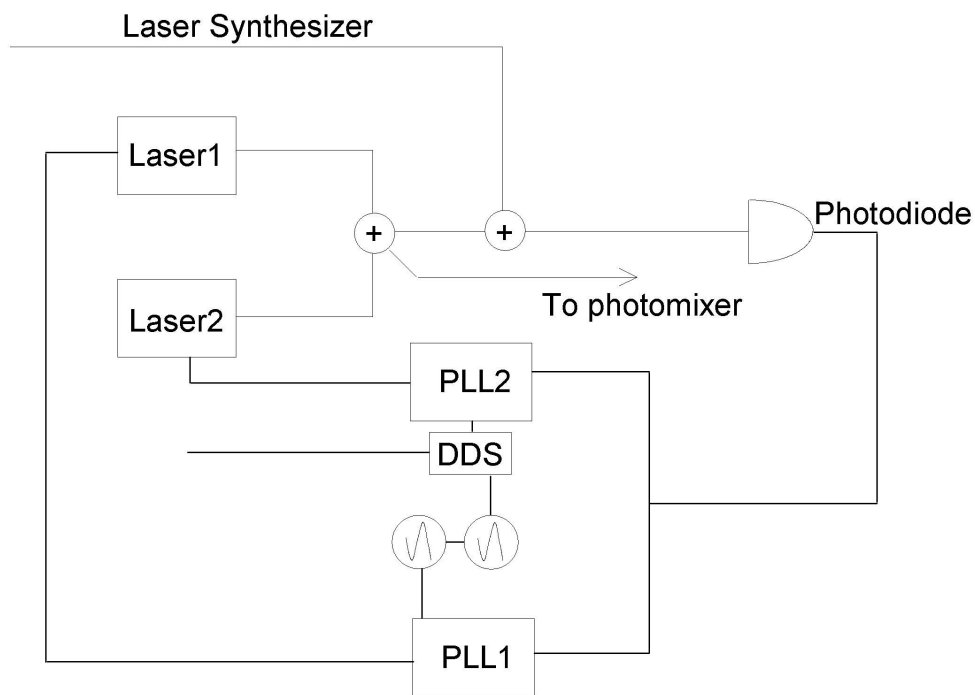 Laser Synthesizer
Laser1
+
+
Photodiode
To photomixer
Laser2
PLL2
DDS
PLL1